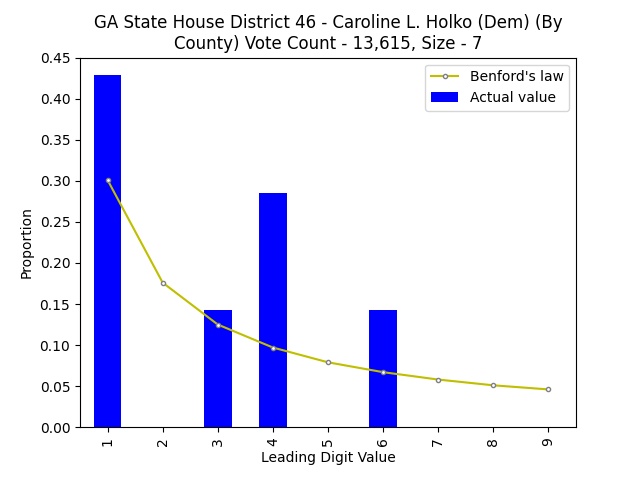 GA State House District 46 - Caroline L. Holko (Dem) (By
County) Vote Count - 13,615, Size - 7
Benford's law
Actual value
0.45
0.40
0.35
0.30
0.25
0.20
0.15
0.10
0.05
0.00
Proportion
1 2 3 4 5 6 7 8 9
Leading Digit Value